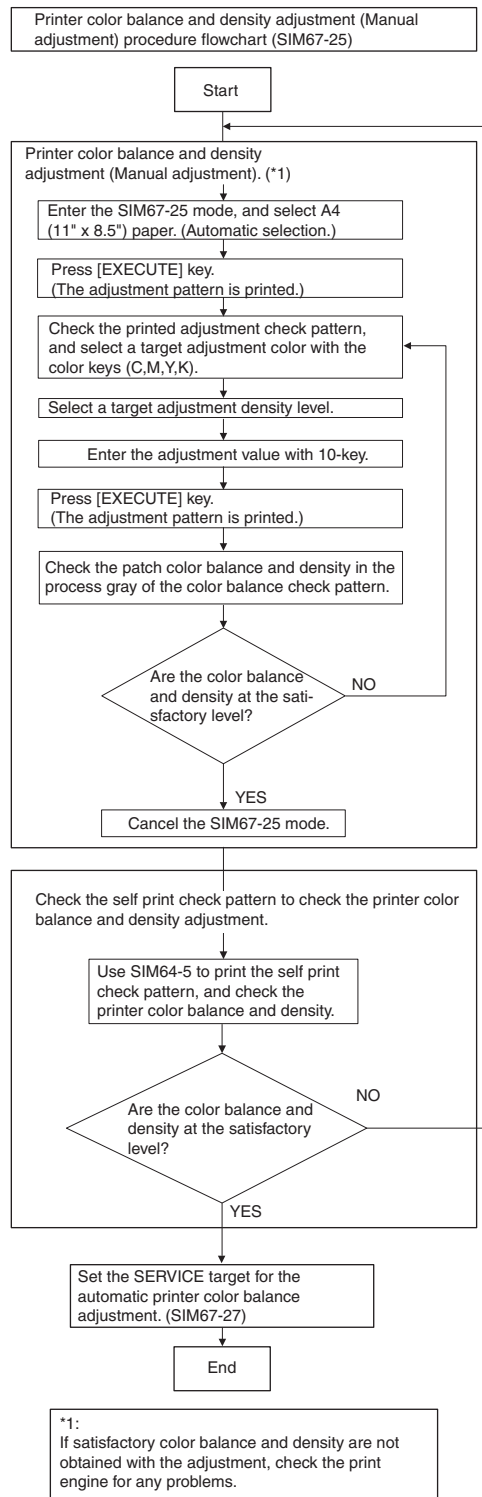 Printer color balance and density adjustment (Manual
adjustment) procedure flowchart (SIM67-25)
Start
Printer color balance and density
adjustment (Manual adjustment). (*1)
Enter the SIM67-25 mode, and select A4
(11" x 8.5") paper. (Automatic selection.)
Press [EXECUTE] key.
(The adjustment pattern is printed.)
Check the printed adjustment check pattern,
and select a target adjustment color with the
color keys (C,M,Y,K).
Select a target adjustment density level.
Enter the adjustment value with 10-key.
Press [EXECUTE] key.
(The adjustment pattern is printed.)
Check the patch color balance and density in the
process gray of the color balance check pattern.
Are the color balance
and density at the sati-
sfactory level?
NO
YES
Cancel the SIM67-25 mode.
Check the self print check pattern to check the printer color
balance and density adjustment.
Use SIM64-5 to print the self print
check pattern, and check the
printer color balance and density.
Are the color balance and
density at the satisfactory
level?
NO
YES
Set the SERVICE target for the
automatic printer color balance
adjustment. (SIM67-27)
End
*1:
If satisfactory color balance and density are not
obtained with the adjustment, check the print
engine for any problems.